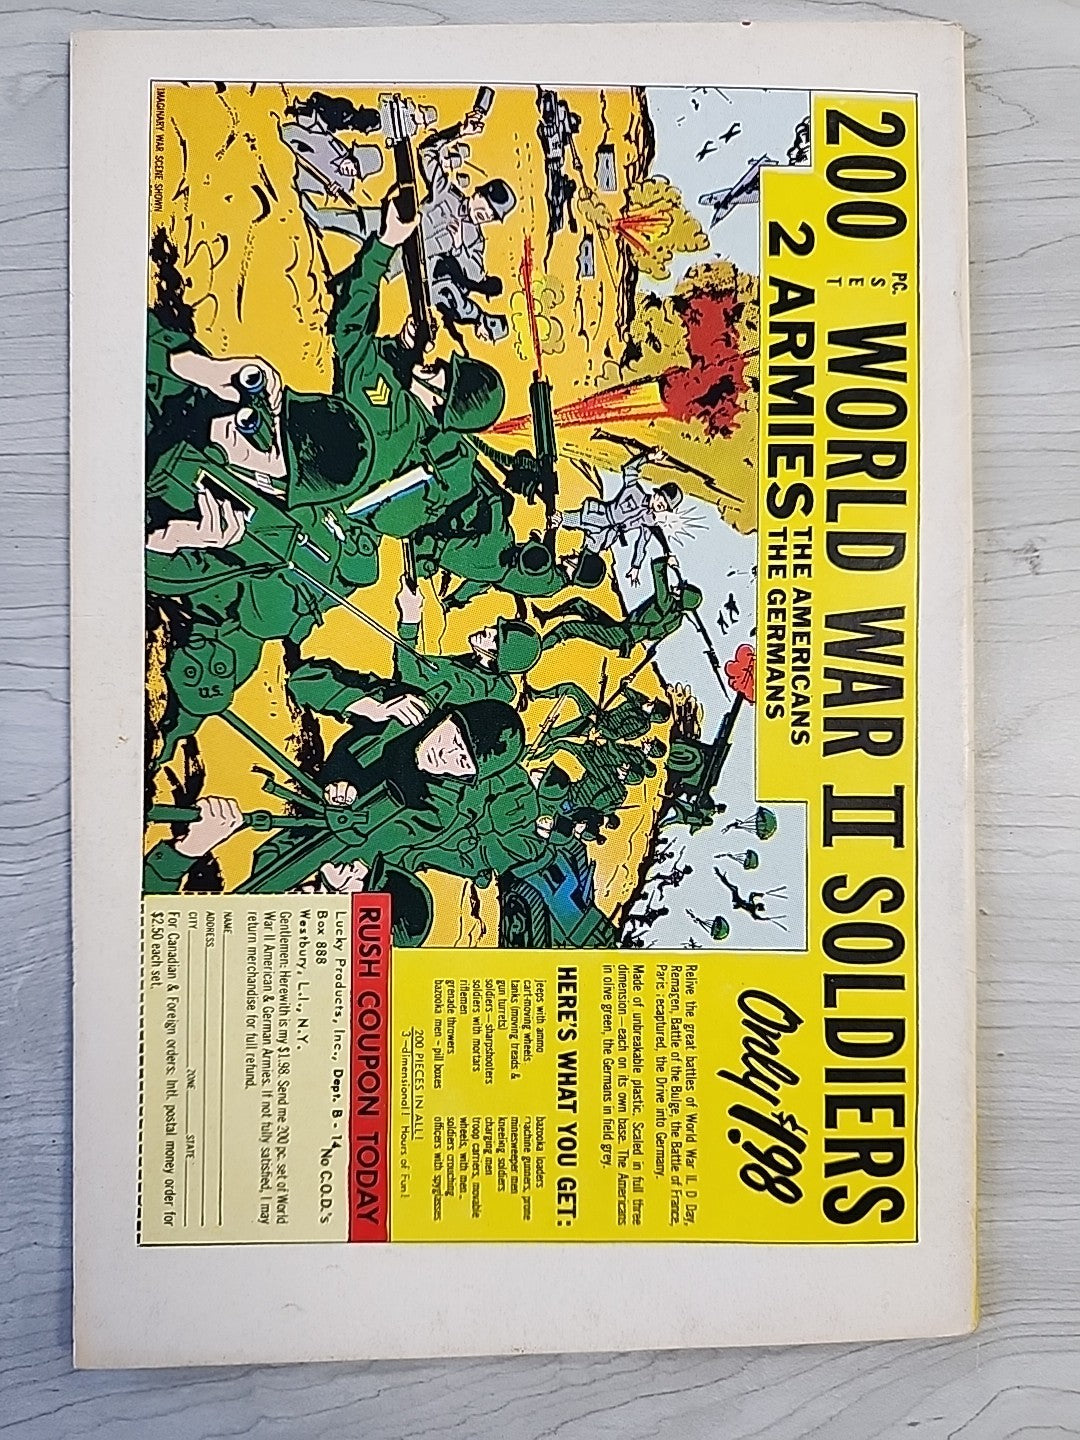 200 PC. SET WORLD WAR II SOLDIERS
2 ARMIES THE AMERICANS
THE GERMANS
Only $1.98
IMAGINARY WAR SCENE SHOWN
U.S.
Relive the great battles of World War II, D Day,
Remagen, Battle of the Bulge, the Battle of France,
Paris recaptured, the Drive into Germany.
Made of unbreakable plastic. Scaled in full three
dimension — each on its own base. The Americans
in olive green, the Germans in field grey.
HERE'S WHAT YOU GET:
jeeps with ammo
cart-moving wheels
tanks (moving treads &
gun turrets)
soldiers — sharpshooters
soldiers with mortars
riflemen
grenade throwers
bazooka men – pill boxes
bazooka loaders
machine gunners, prone
minesweeper men
kneeling soldiers
charging men
troop carriers, movable
wheels, with men
soldiers crouching
officers with spyglasses
200 PIECES IN ALL!
3-dimensional! Hours of Fun!
RUSH COUPON TODAY
Lucky Products, Inc., Dept. B - 14
Box 888 No C.O.D.'s
Westbury, L.I., N.Y.
Gentlemen: Herewith is my $1.98. Send me 200 pc. set of World
War II American & German Armies. If not fully satisfied, I may
return merchandise for full refund.
NAME
ADDRESS
CITY ZONE STATE
For Canadian & Foreign orders: Intl. postal money order for
$2.50 each set.